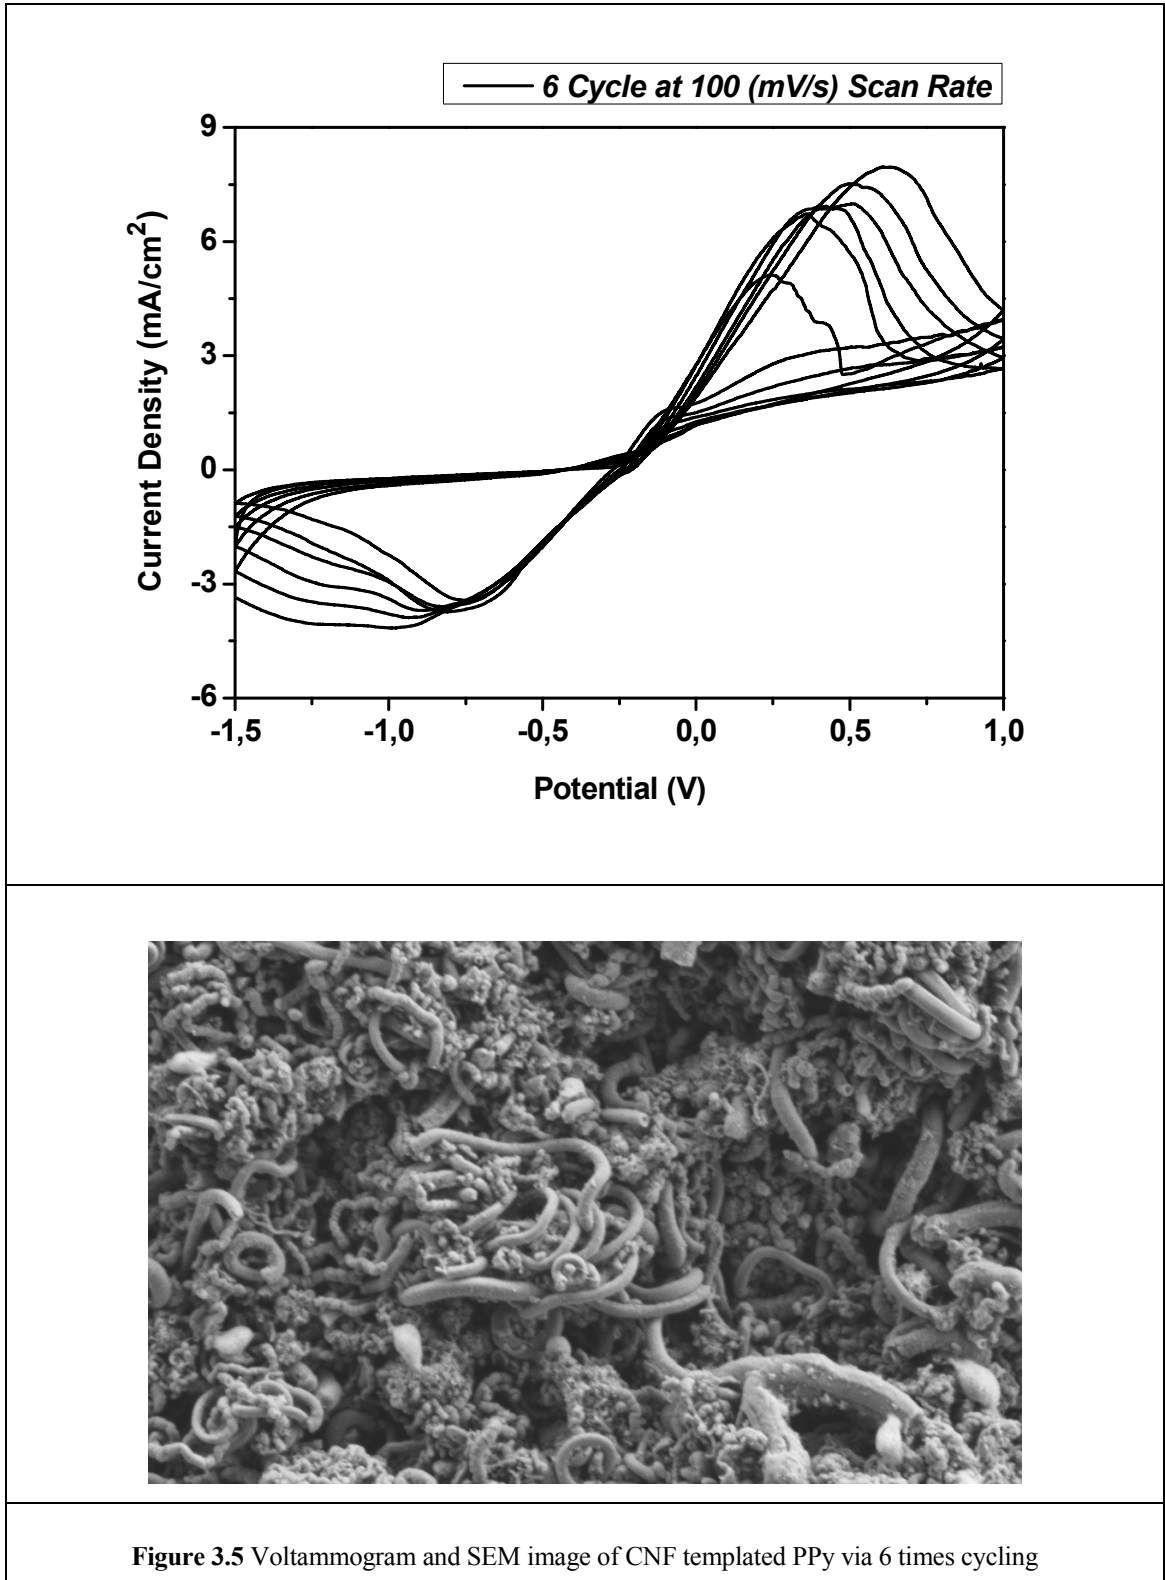 6 Cycle at 100 (mV/s) Scan Rate
9
6
3
0
-3
-6
Current Density (mA/cm²)
-1,5 -1,0 -0,5 0,0 0,5 1,0
Potential (V)
Figure 3.5 Voltammogram and SEM image of CNF templated PPy via 6 times cycling